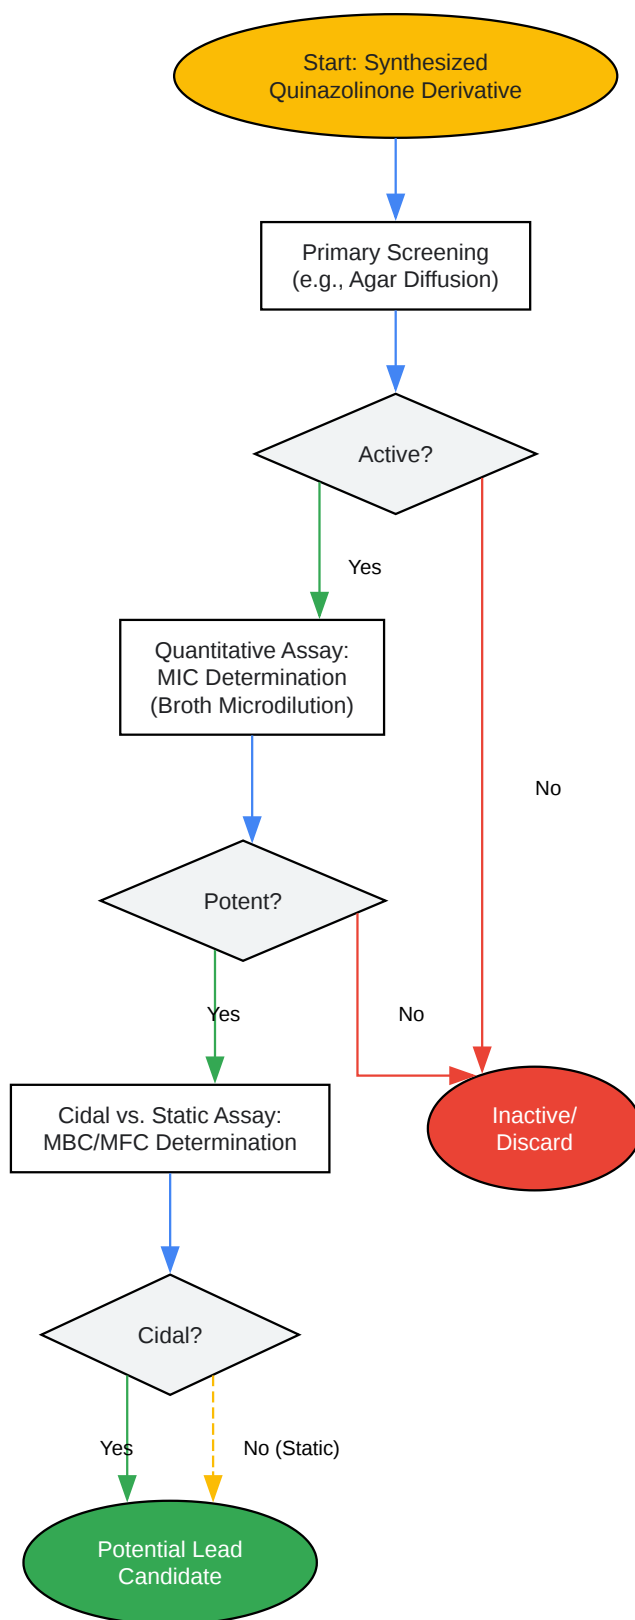 Start: Synthesized
Quinazolinone Derivative
Primary Screening
(e.g., Agar Diffusion)
Active?
Yes
Quantitative Assay:
MIC Determination
(Broth Microdilution)
No
Potent?
Yes
No
Cidal vs. Static Assay:
MBC/MFC Determination
Inactive/
Discard
Cidal?
Yes
No (Static)
Potential Lead
Candidate